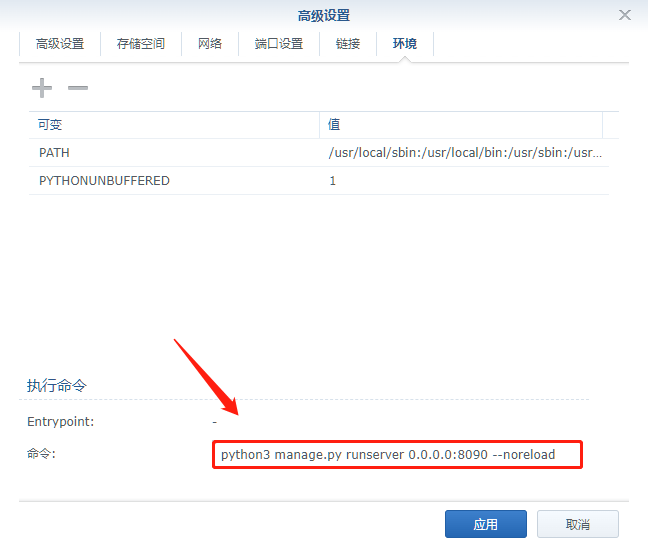 高级设置
高级设置 存储空间 网络 端口设置 链接 环境
可变 值
PATH /usr/local/sbin:/usr/local/bin:/usr/sbin:/usr...
PYTHONUNBUFFERED 1
执行命令
Entrypoint: -
命令: python3 manage.py runserver 0.0.0.0:8090 --noreload
应用 取消